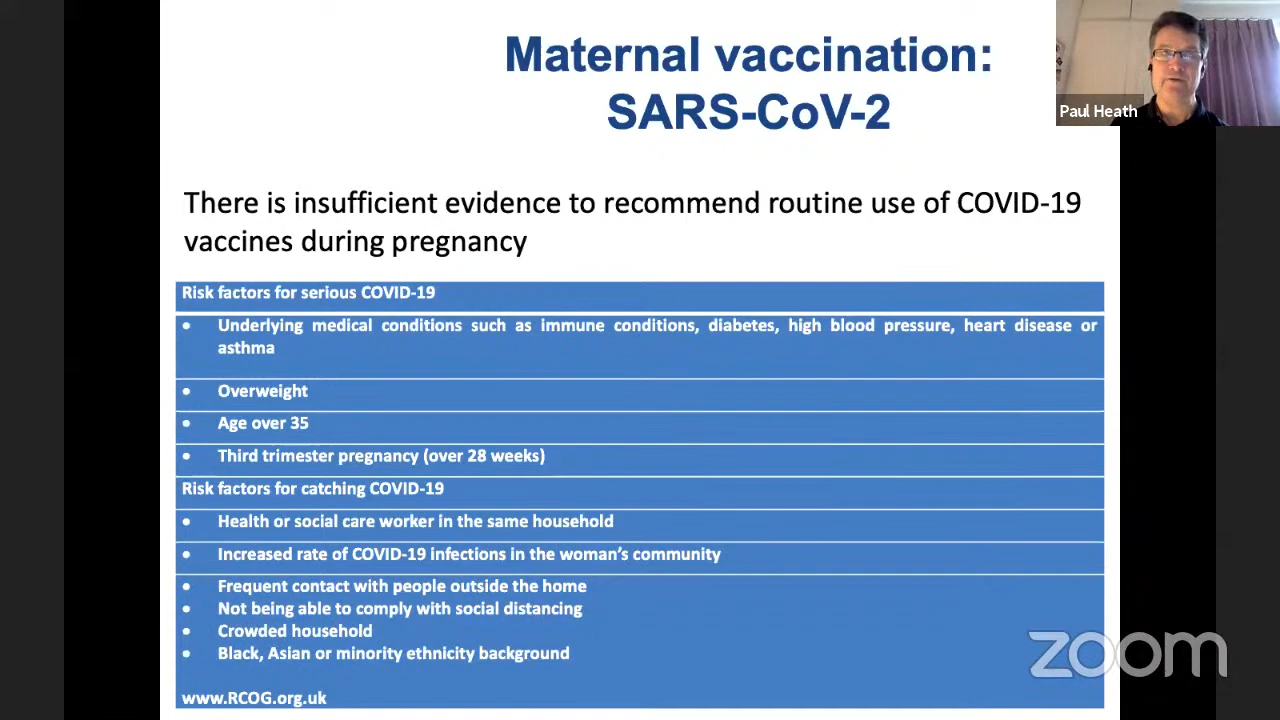 Maternal vaccination:
SARS-CoV-2
Paul Heath
There is insufficient evidence to recommend routine use of COVID-19
vaccines during pregnancy
Risk factors for serious COVID-19
• Underlying medical conditions such as immune conditions, diabetes, high blood pressure, heart disease or
asthma
• Overweight
• Age over 35
• Third trimester pregnancy (over 28 weeks)
Risk factors for catching COVID-19
• Health or social care worker in the same household
• Increased rate of COVID-19 infections in the woman’s community
• Frequent contact with people outside the home
• Not being able to comply with social distancing
• Crowded household
• Black, Asian or minority ethnicity background
www.RCOG.org.uk
zoom